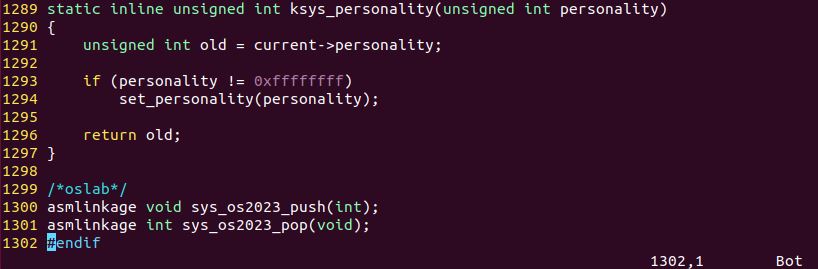 1289 static inline unsigned int ksys_personality(unsigned int personality)
1290 {
1291     unsigned int old = current->personality;
1292
1293     if (personality != 0xffffffff)
1294         set_personality(personality);
1295
1296     return old;
1297 }
1298
1299 /*oslab*/
1300 asmlinkage void sys_os2023_push(int);
1301 asmlinkage int sys_os2023_pop(void);
1302 #endif
1302,1 Bot